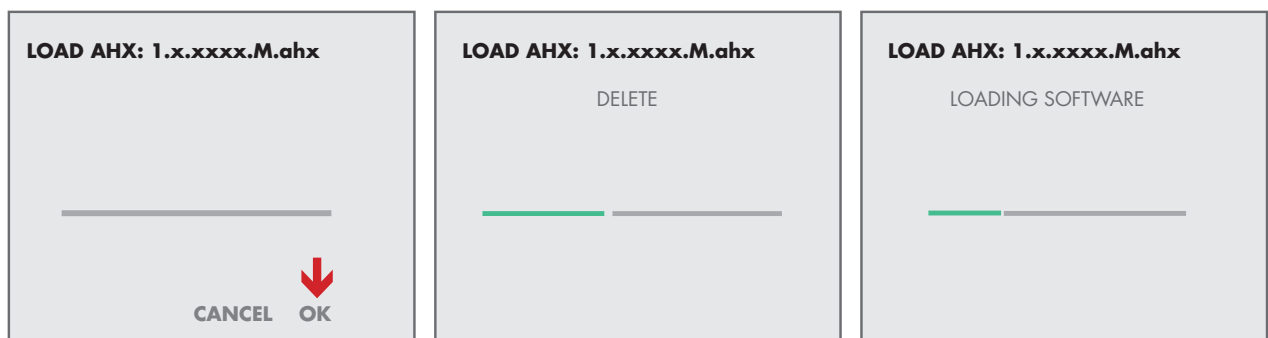 LOAD AHX: 1.x.xxxx.M.ahx
CANCEL OK
LOAD AHX: 1.x.xxxx.M.ahx
DELETE
LOAD AHX: 1.x.xxxx.M.ahx
LOADING SOFTWARE